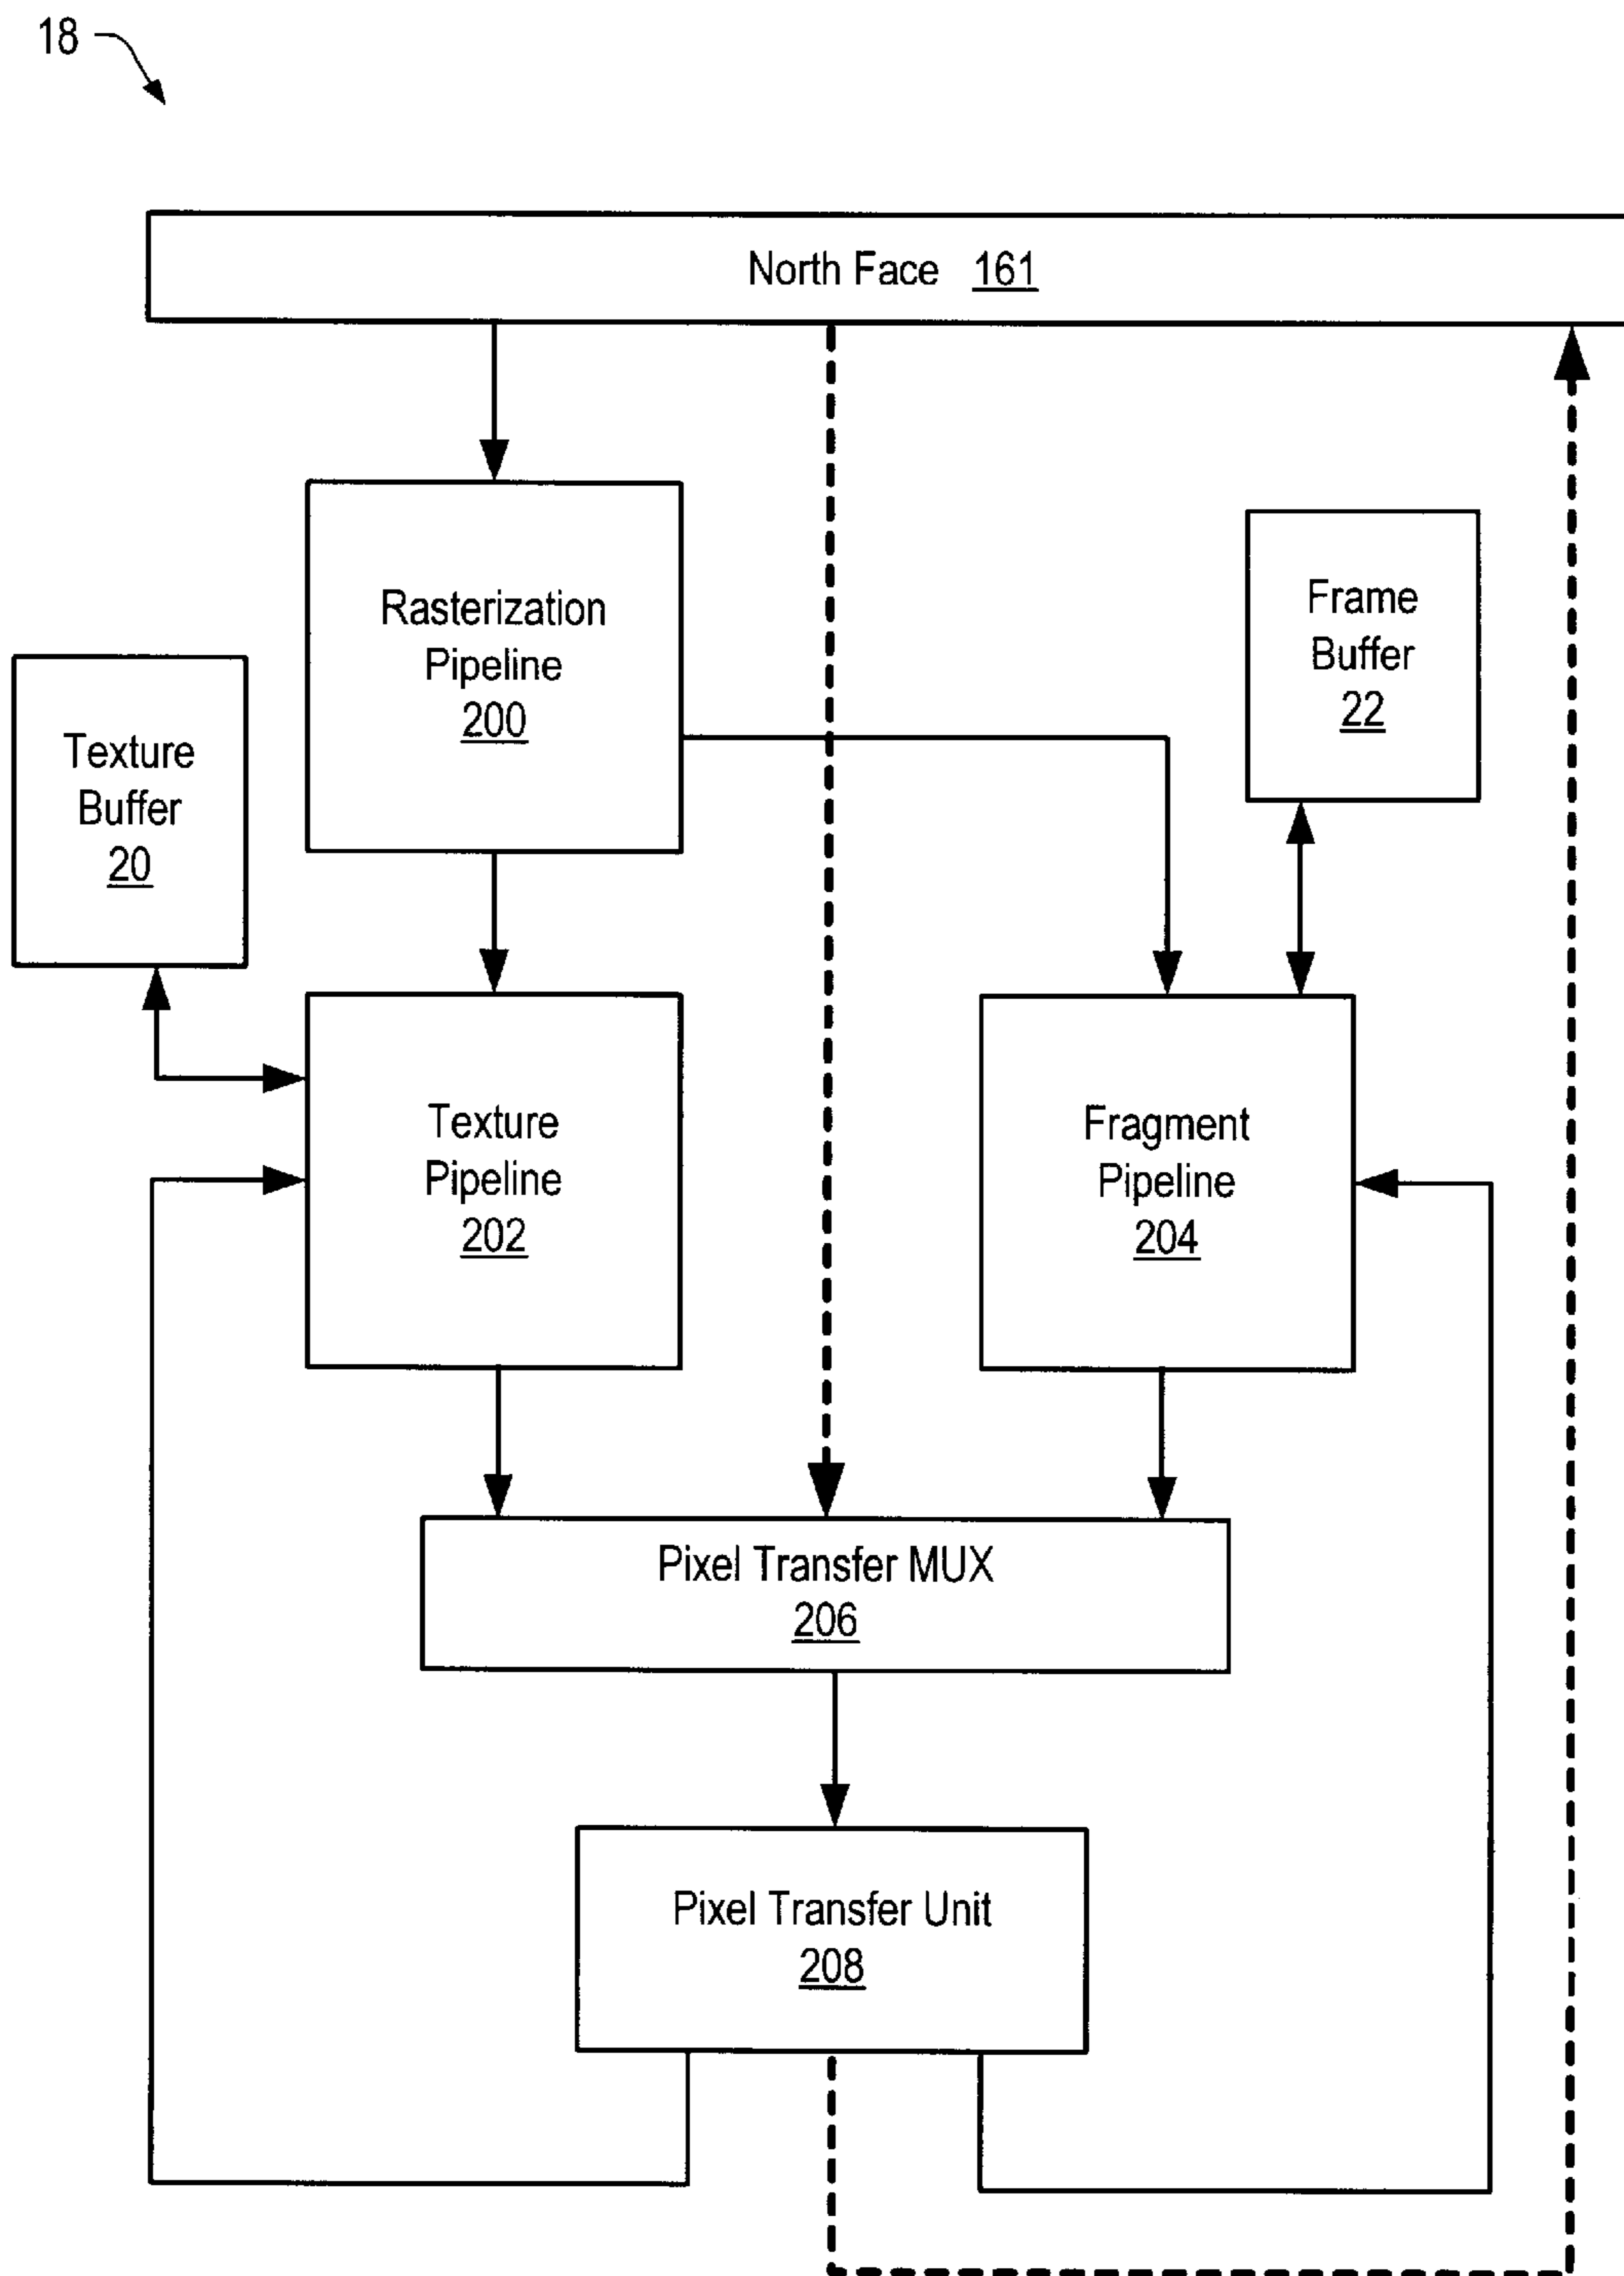 18
North Face 161
Rasterization
Pipeline
200
Frame
Buffer
22
Texture
Buffer
20
Texture
Pipeline
202
Fragment
Pipeline
204
Pixel Transfer MUX
206
Pixel Transfer Unit
208